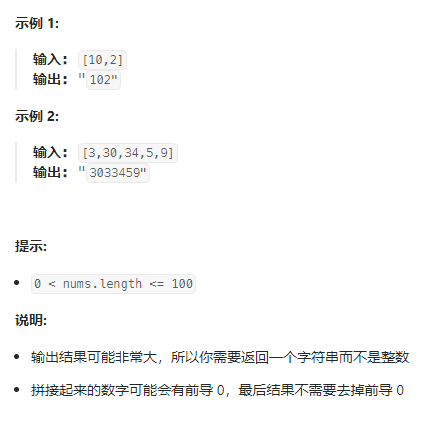 示例 1:
输入: [10,2]
输出: "102"
示例 2:
输入: [3,30,34,5,9]
输出: "3033459"
提示:
0 < nums.length <= 100
说明:
输出结果可能非常大，所以你需要返回一个字符串而不是整数
拼接起来的数字可能会有前导 0，最后结果不需要去掉前导 0